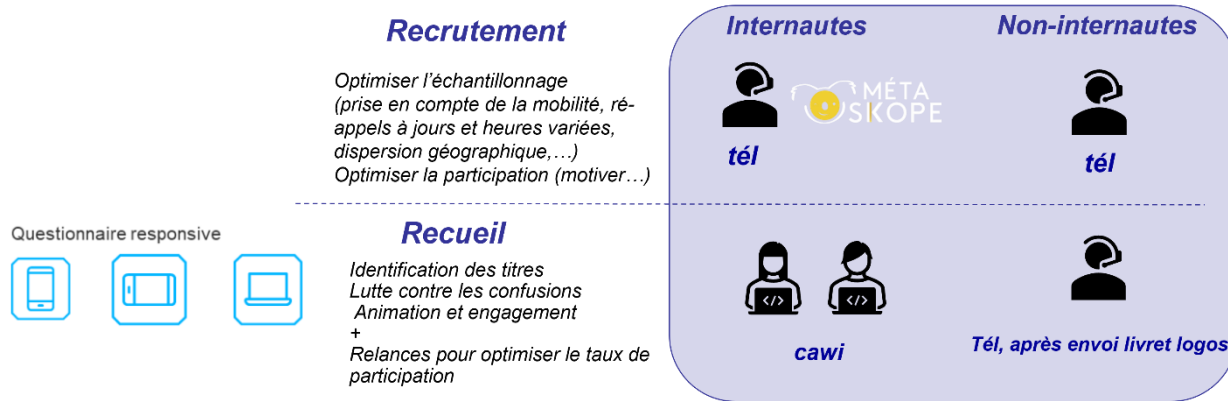 Recrutement
Optimiser l'échantillonnage
(prise en compte de la mobilité, ré-
appels à jours et heures variées,
dispersion géographique,…)
Optimiser la participation (motiver…)
Internautes
Non-internautes
MÉTA
SKOPE
tél
tél
Questionnaire responsive
Recueil
Identification des titres
Lutte contre les confusions
Animation et engagement
+
Relances pour optimiser le taux de
participation
</>
</>
cawi
Tél, après envoi livret logos